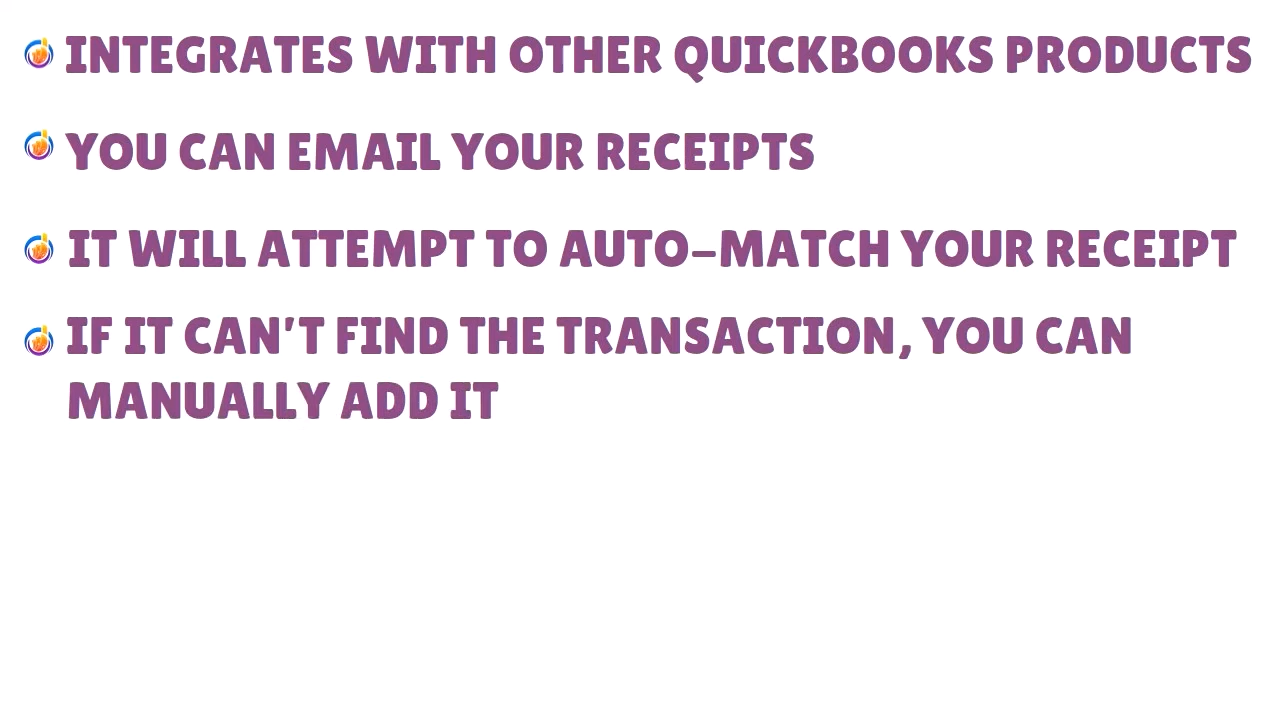 INTEGRATES WITH OTHER QUICKBOOKS PRODUCTS
YOU CAN EMAIL YOUR RECEIPTS
IT WILL ATTEMPT TO AUTO-MATCH YOUR RECEIPT
IF IT CAN'T FIND THE TRANSACTION, YOU CAN
MANUALLY ADD IT